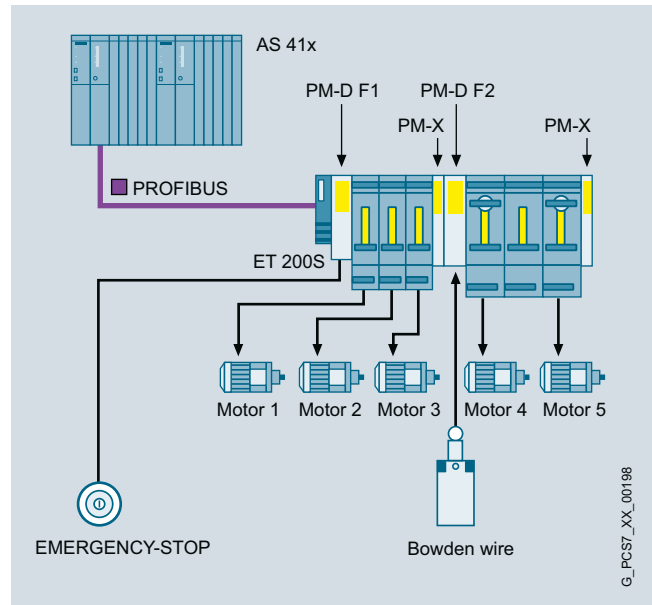 AS 41x
PM-D F1
PM-D F2
PM-X
PM-X
PROFIBUS
ET 200S
Motor 1
Motor 2
Motor 3
Motor 4
Motor 5
EMERGENCY-STOP
Bowden wire
G_PCS7_XX_00198